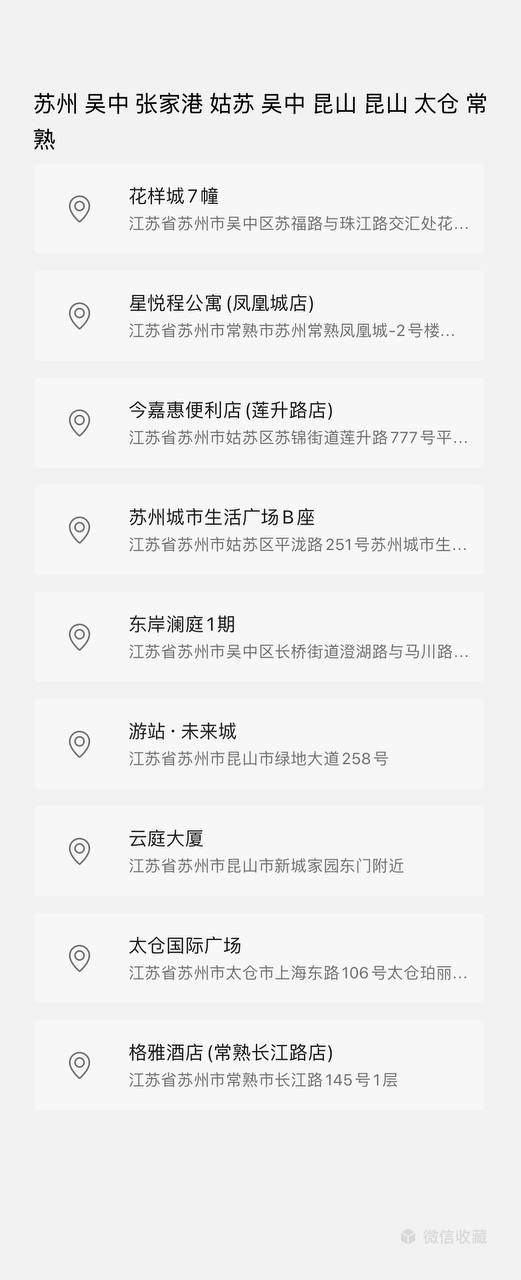 苏州 吴中 张家港 姑苏 吴中 昆山 昆山 太仓 常
熟
花样城7幢
江苏省苏州市吴中区苏福路与珠江路交汇处花...
星悦程公寓(凤凰城店)
江苏省苏州市常熟市苏州常熟凤凰城-2号楼...
今嘉惠便利店(莲升路店)
江苏省苏州市姑苏区苏锦街道莲升路777号平...
苏州城市生活广场B座
江苏省苏州市姑苏区平泷路251号苏州城市生...
东岸澜庭1期
江苏省苏州市吴中区长桥街道澄湖路与马川路...
游站·未来城
江苏省苏州市昆山市绿地大道258号
云庭大厦
江苏省苏州市昆山市新城家园东门附近
太仓国际广场
江苏省苏州市太仓市上海东路106号太仓珀丽...
格雅酒店(常熟长江路店)
江苏省苏州市常熟市长江路145号1层
微信收藏